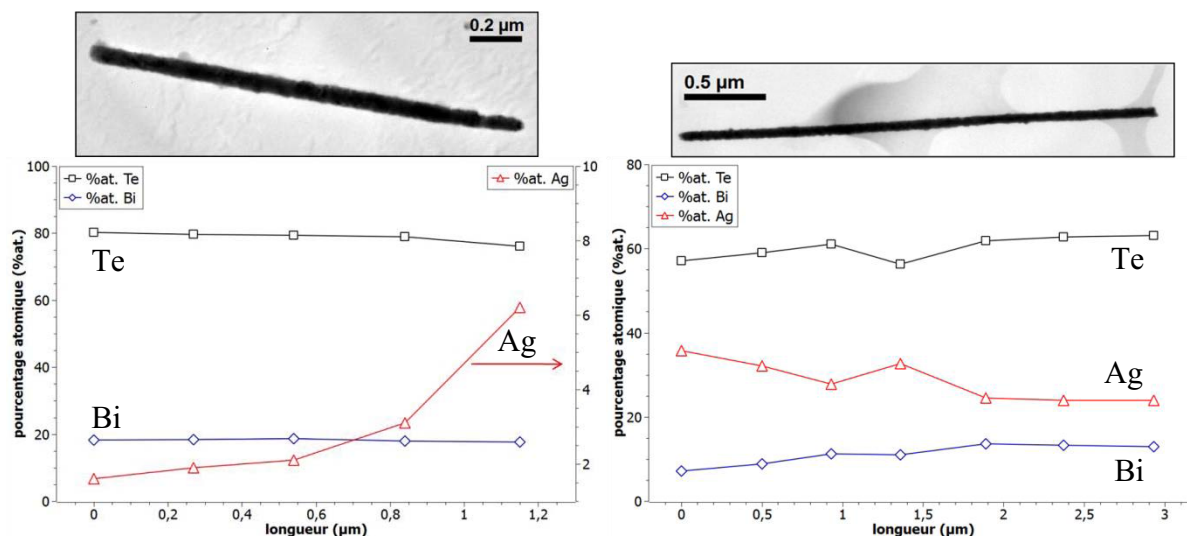 0.2 µm
100
80
60
40
20
0
pourcentage atomique (%at.)
%at. Te
%at. Bi
%at. Ag
10
8
6
4
2
Te
Ag
Bi
0 0,2 0,4 0,6 0,8 1 1,2
longueur (µm)
0.5 µm
80
60
40
20
0
pourcentage atomique (%at.)
%at. Te
%at. Bi
%at. Ag
Te
Ag
Bi
0 0,5 1 1,5 2 2,5 3
longueur (µm)